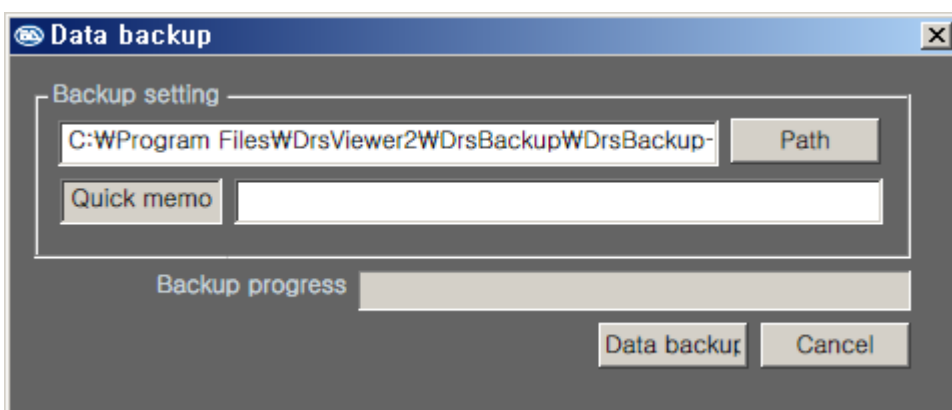 Data backup
Backup setting
C:₩Program Files₩DrsViewer2₩DrsBackup₩DrsBackup-
Path
Quick memo
Backup progress
Data backup
Cancel